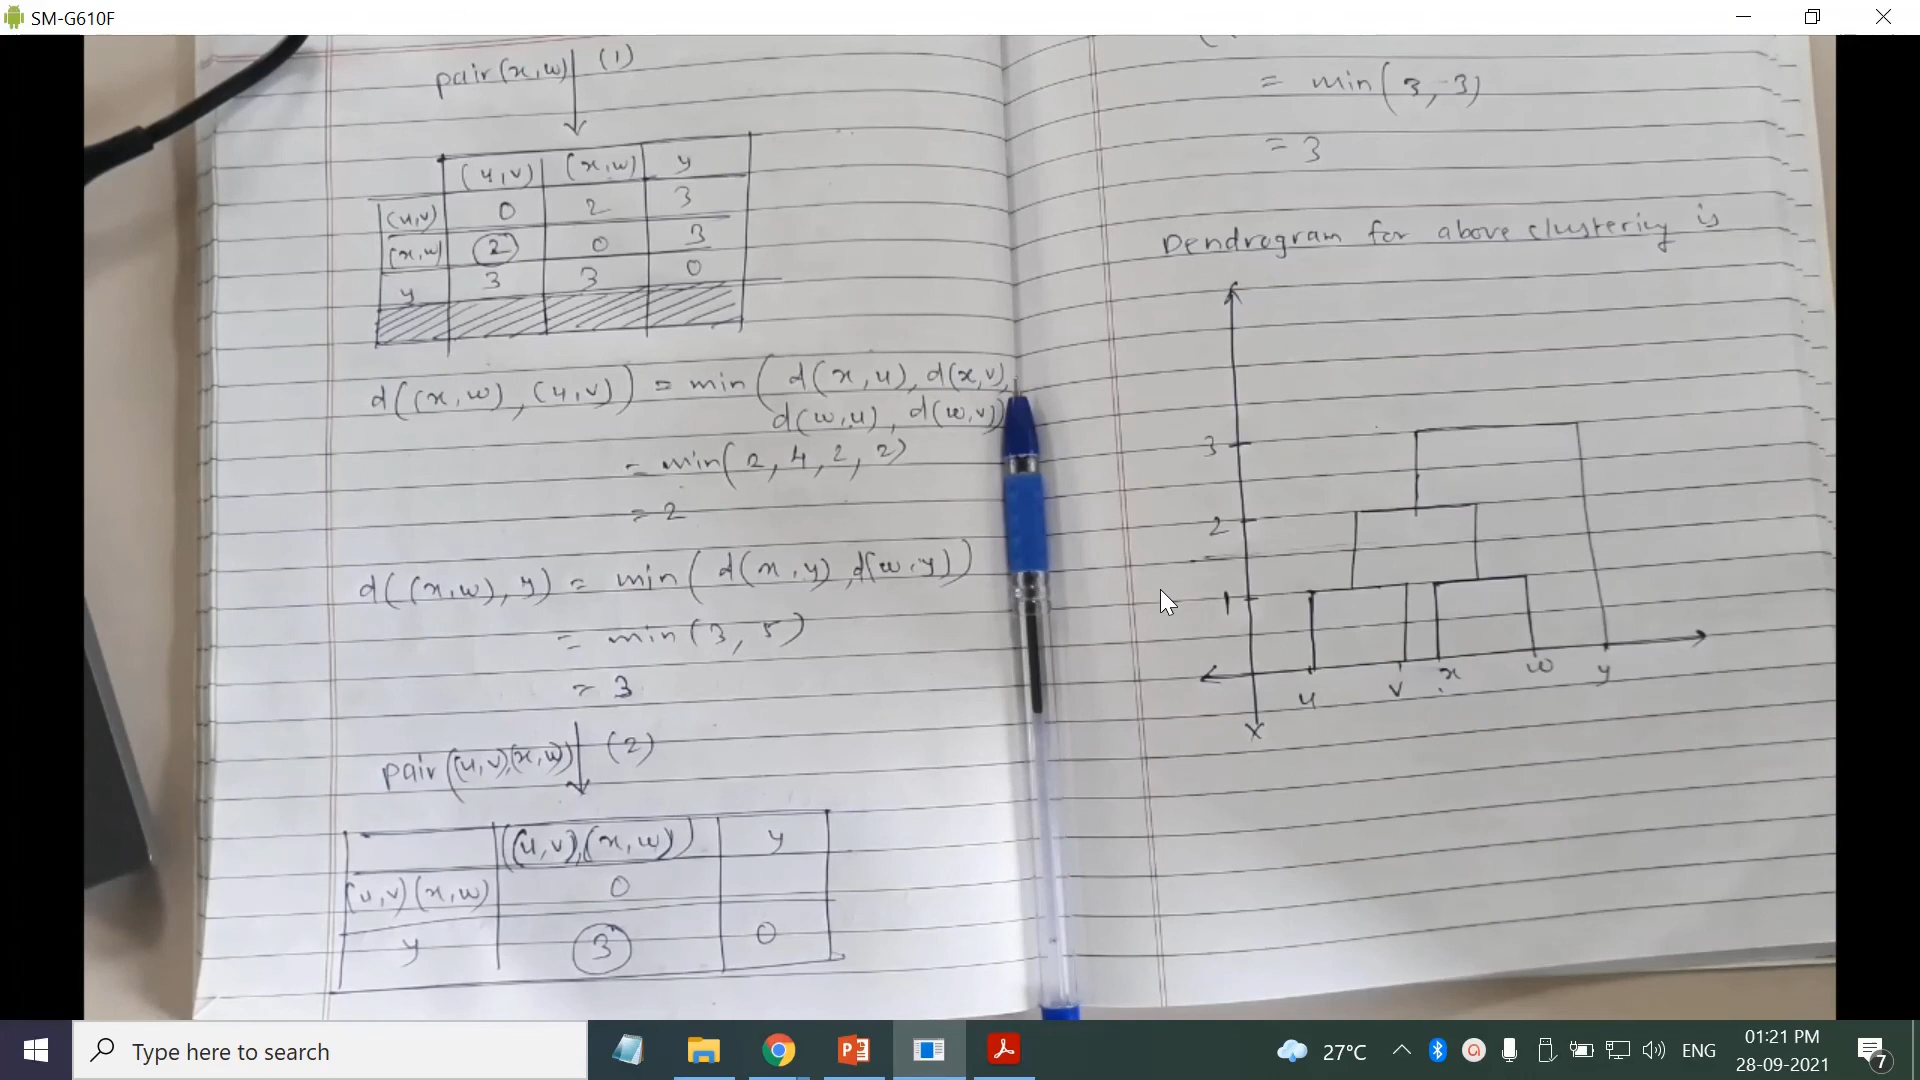 SM-G610F
pair(x,w) (1)
(u,v) (x,w) y
(u,v) 0 2 3
(x,w) 2 0 3
y 3 3 0
d((x,w),(u,v)) = min(d(x,u), d(x,v),
d(w,u), d(w,v))
= min(2, 4, 2, 2)
= 2
d((x,w), y) = min(d(x,y), d(w,y))
= min(3, 5)
= 3
pair((u,v),(x,w)) (2)
((u,v),(x,w)) y
(u,v)(x,w) 0
y 3 0
= min(3, 3)
= 3
Dendrogram for above clustering is
3
2
1
u v x w y
Type here to search
27°C
ENG
01:21 PM
28-09-2021
7